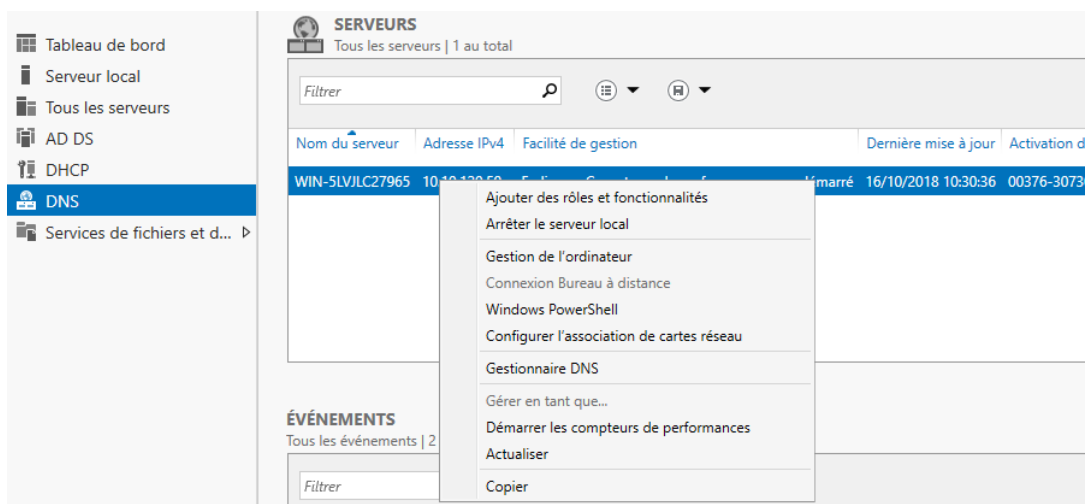 Tableau de bord
Serveur local
Tous les serveurs
AD DS
DHCP
DNS
Services de fichiers et d...
SERVEURS
Tous les serveurs | 1 au total
Filtrer
Nom du serveur Adresse IPv4 Facilité de gestion Dernière mise à jour Activation d
WIN-5LVJLC27965 16/10/2018 10:30:36 00376-3073
Ajouter des rôles et fonctionnalités
Arrêter le serveur local
Gestion de l'ordinateur
Connexion Bureau à distance
Windows PowerShell
Configurer l'association de cartes réseau
Gestionnaire DNS
Gérer en tant que...
Démarrer les compteurs de performances
Actualiser
Copier
ÉVÉNEMENTS
Tous les événements | 2
Filtrer